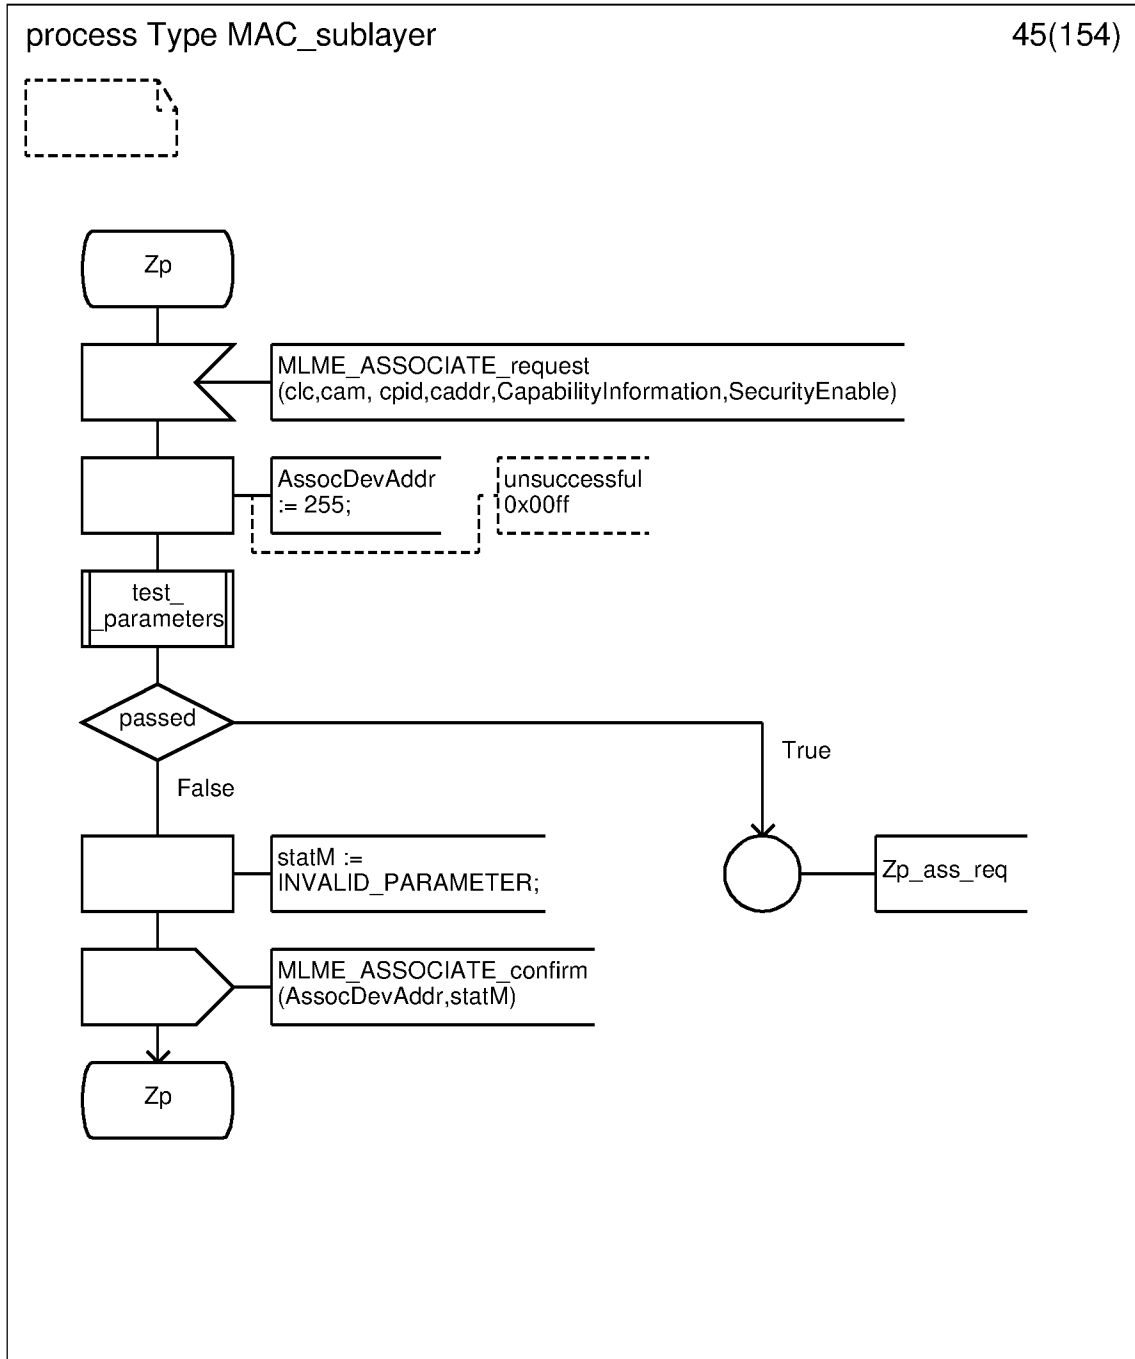 process Type MAC_sublayer
45(154)
Zp
MLME_ASSOCIATE_request
(clc,cam, cpid,caddr,CapabilityInformation,SecurityEnable)
AssocDevAddr
:= 255;
unsuccessful
0x00ff
test_
_parameters
passed
True
False
statM :=
INVALID_PARAMETER;
Zp_ass_req
MLME_ASSOCIATE_confirm
(AssocDevAddr,statM)
Zp